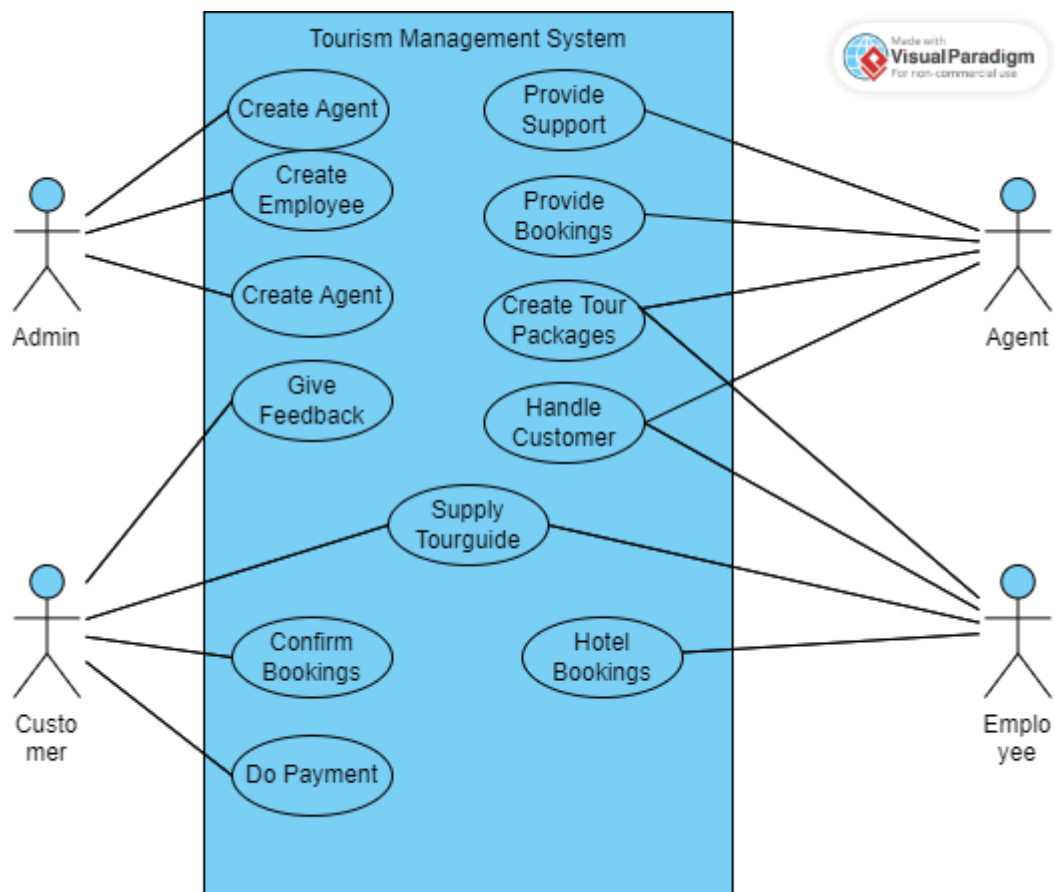 Tourism Management System
Made with
Visual Paradigm
For non-commercial use
Create Agent
Provide
Support
Create
Employee
Provide
Bookings
Admin
Create Agent
Create Tour
Packages
Agent
Give
Feedback
Handle
Customer
Supply
Tourguide
Confirm
Bookings
Hotel
Bookings
Custo
mer
Emplo
yee
Do Payment